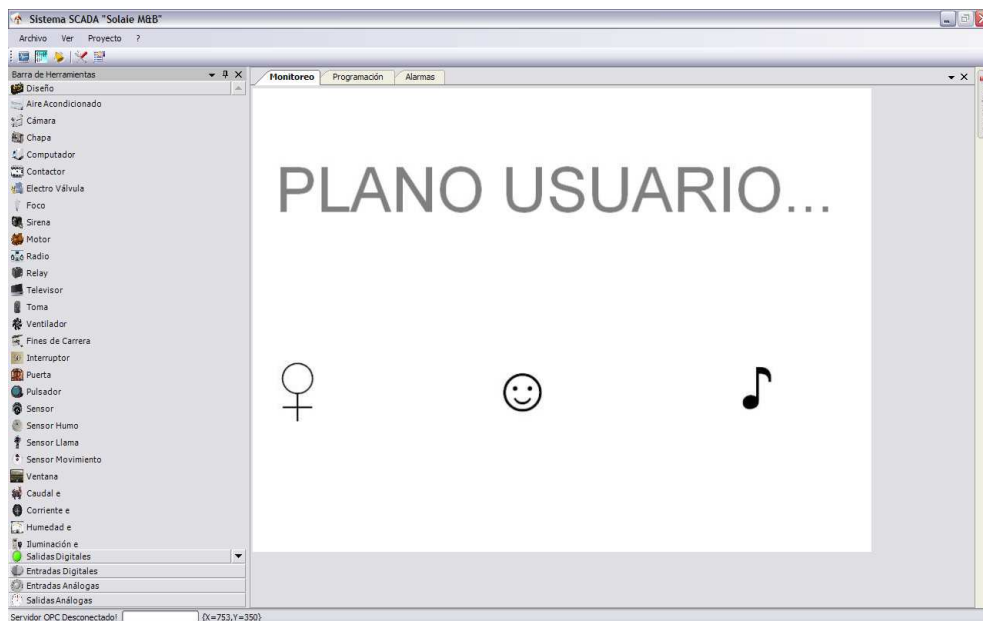 Sistema SCADA "Solaie M&B"
Archivo Ver Proyecto ?
Barra de Herramientas
Diseño
Aire Acondicionado
Cámara
Chapa
Computador
Contactor
Electro Válvula
Foco
Sirena
Motor
Radio
Relay
Televisor
Toma
Ventilador
Fines de Carrera
Interruptor
Puerta
Pulsador
Sensor
Sensor Humo
Sensor Llama
Sensor Movimiento
Ventana
Caudal e
Corriente e
Humedad e
Iluminación e
Salidas Digitales
Entradas Digitales
Entradas Análogas
Salidas Análogas
Monitoreo Programación Alarmas
PLANO USUARIO...
Servidor OPC Desconectado! {X=753,Y=350}